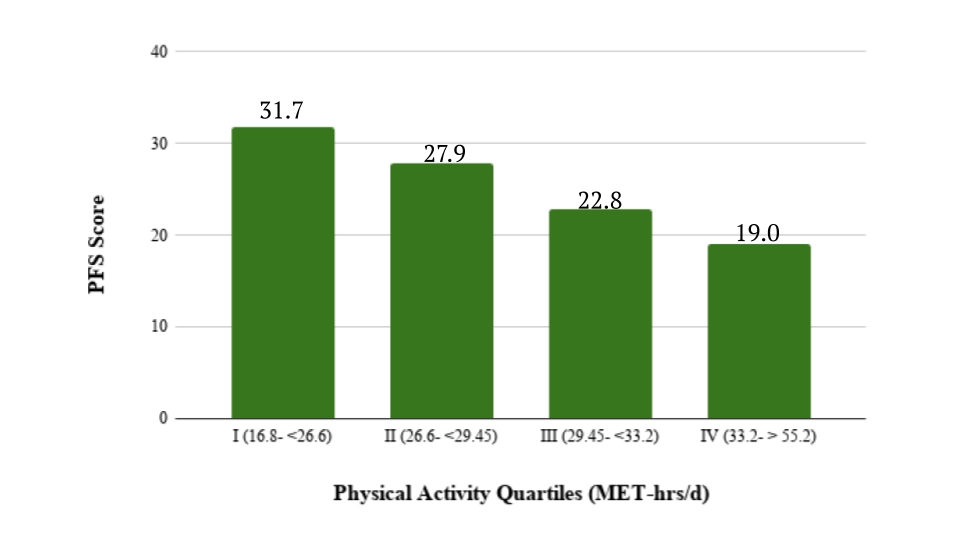 40
31.7
30
27.9
22.8
20
19.0
10
0
PFS Score
I (16.8- <26.6)
II (26.6- <29.45)
III (29.45- <33.2)
IV (33.2- > 55.2)
Physical Activity Quartiles (MET-hrs/d)